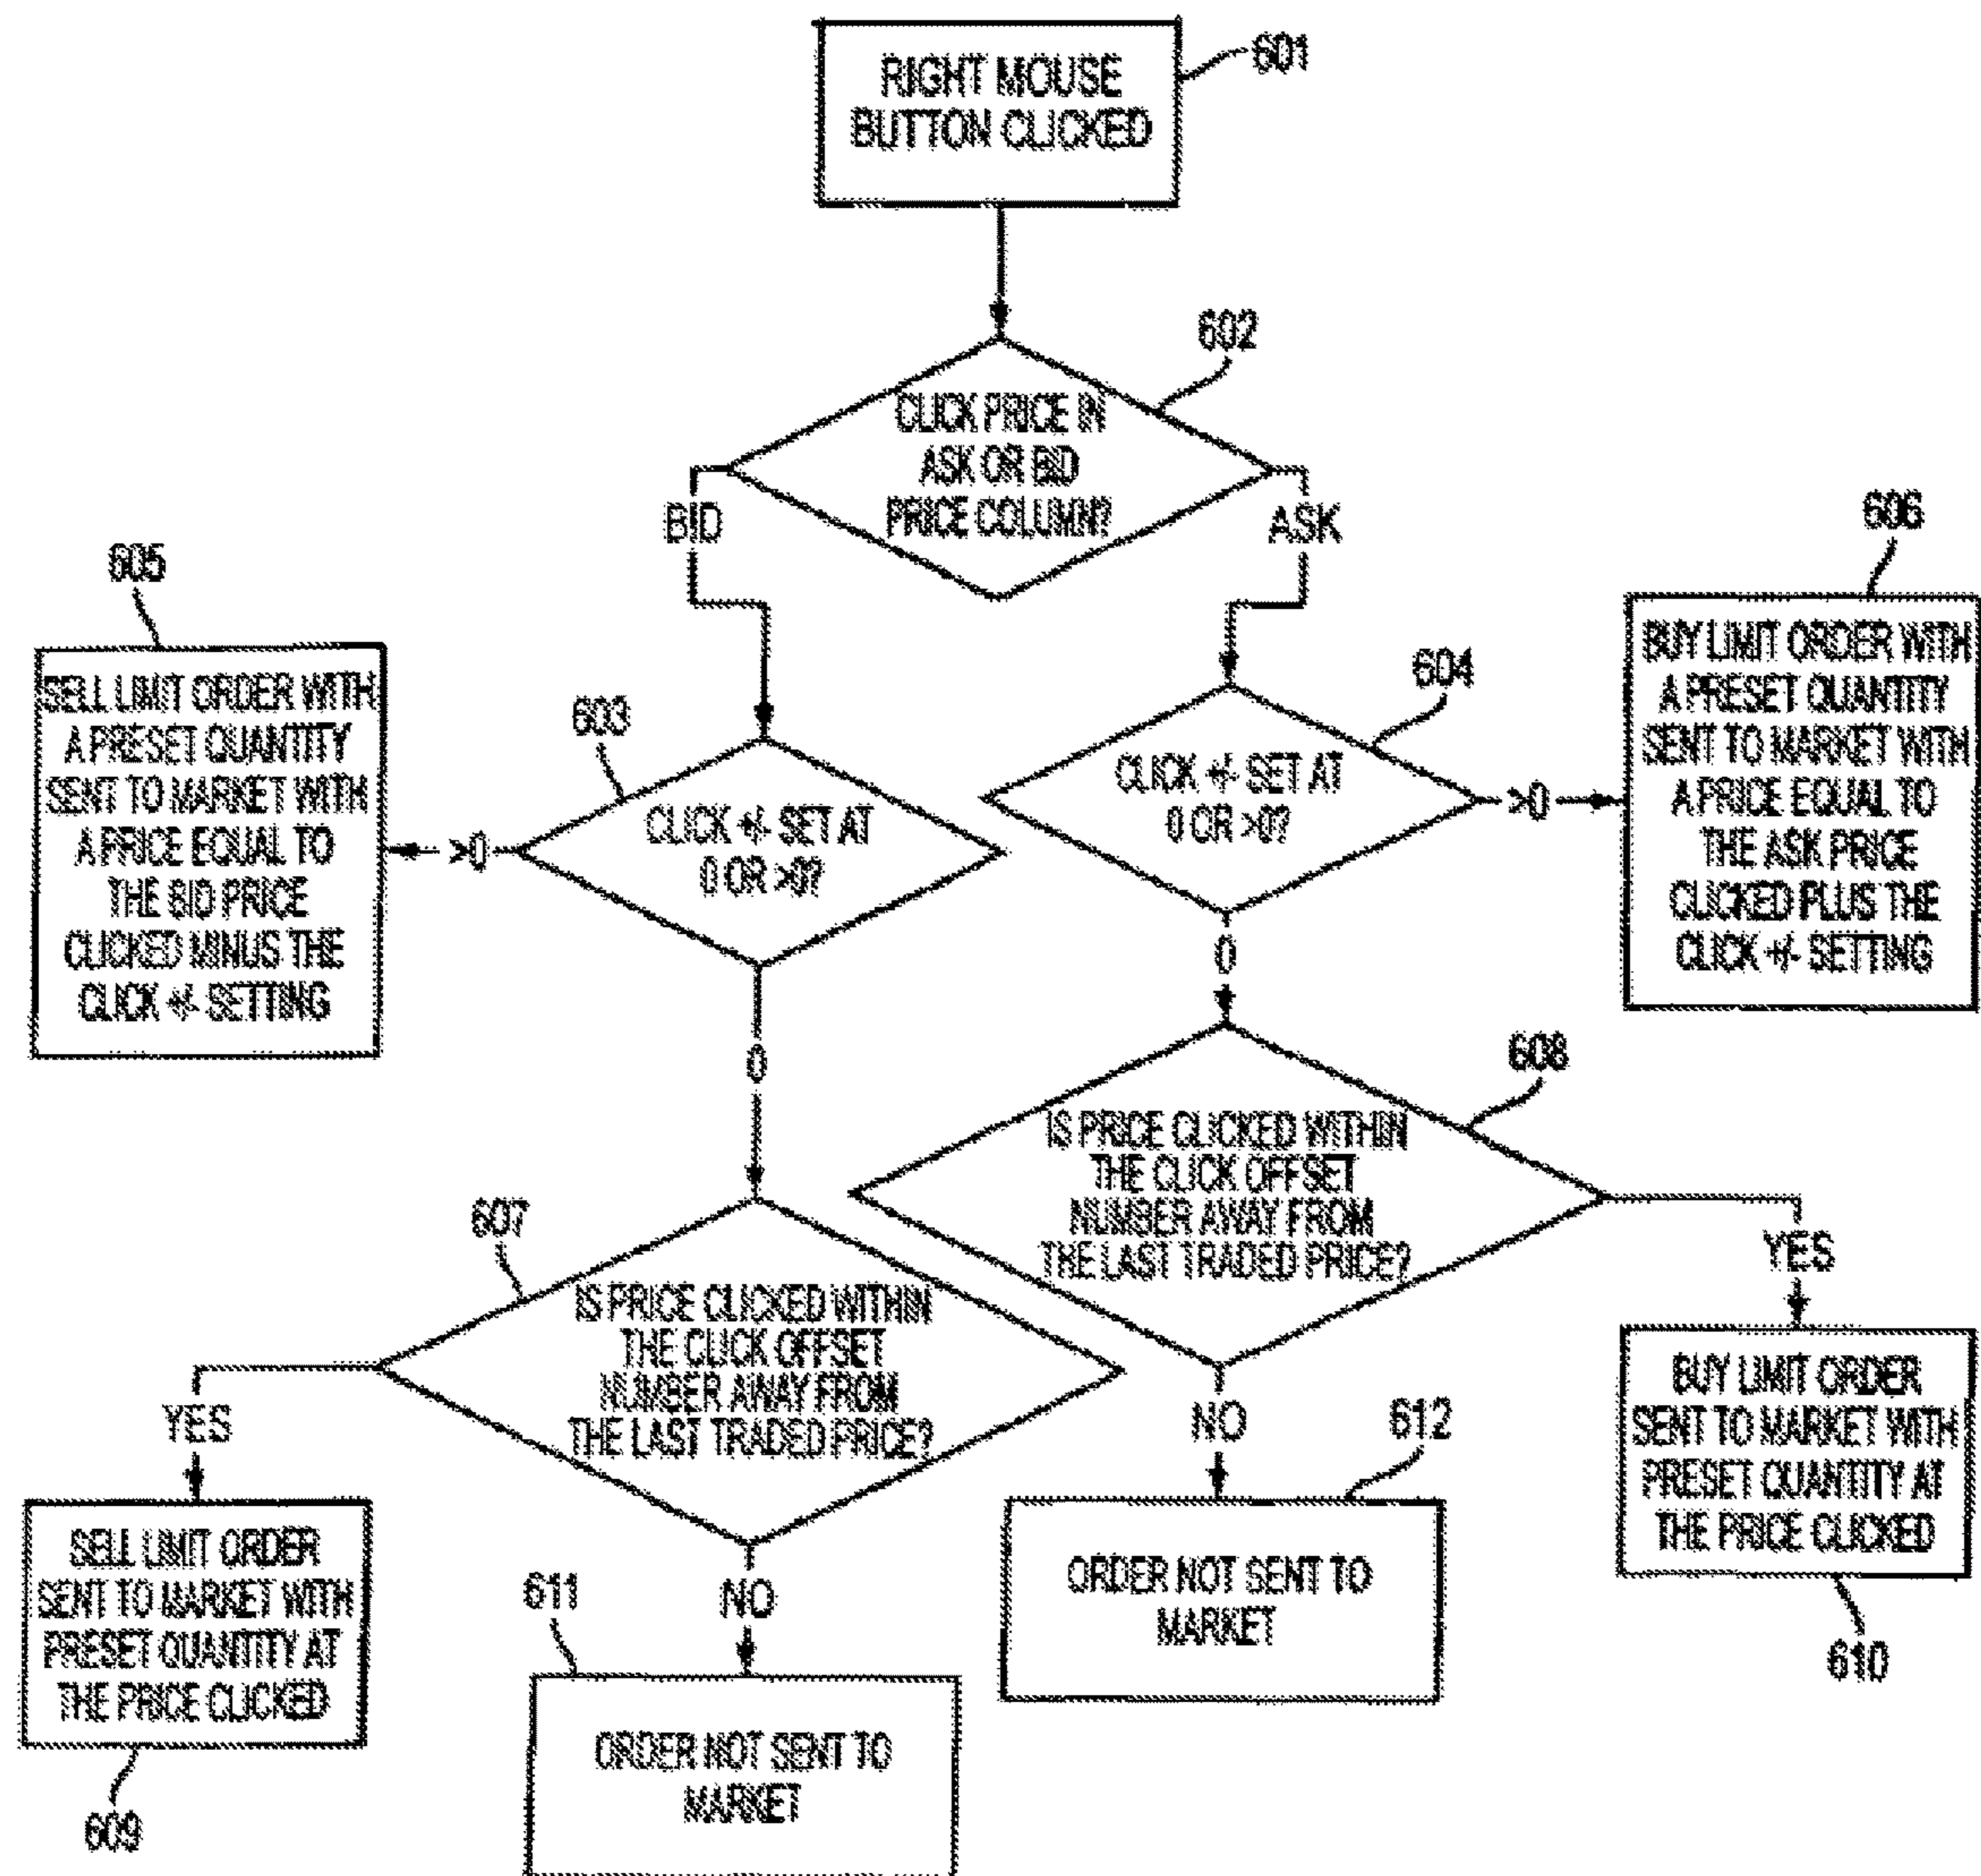 RIGHT MOUSE
BUTTON CLICKED
601
602
CLICK PRICE IN
ASK OR BID
PRICE COLUMN?
BID
ASK
605
SELL LIMIT ORDER WITH
A PRESET QUANTITY
SENT TO MARKET WITH
A PRICE EQUAL TO
THE BID PRICE
CLICKED MINUS THE
CLICK +/- SETTING
603
CLICK +/- SET AT
0 OR >0?
>0
0
604
CLICK +/- SET AT
0 OR >0?
>0
0
606
BUY LIMIT ORDER WITH
A PRESET QUANTITY
SENT TO MARKET WITH
A PRICE EQUAL TO
THE ASK PRICE
CLICKED PLUS THE
CLICK +/- SETTING
608
IS PRICE CLICKED WITHIN
THE CLICK OFFSET
NUMBER AWAY FROM
THE LAST TRADED PRICE?
YES
NO
607
IS PRICE CLICKED WITHIN
THE CLICK OFFSET
NUMBER AWAY FROM
THE LAST TRADED PRICE?
YES
NO
SELL LIMIT ORDER
SENT TO MARKET WITH
PRESET QUANTITY AT
THE PRICE CLICKED
609
611
ORDER NOT SENT TO
MARKET
612
ORDER NOT SENT TO
MARKET
BUY LIMIT ORDER
SENT TO MARKET WITH
PRESET QUANTITY AT
THE PRICE CLICKED
610